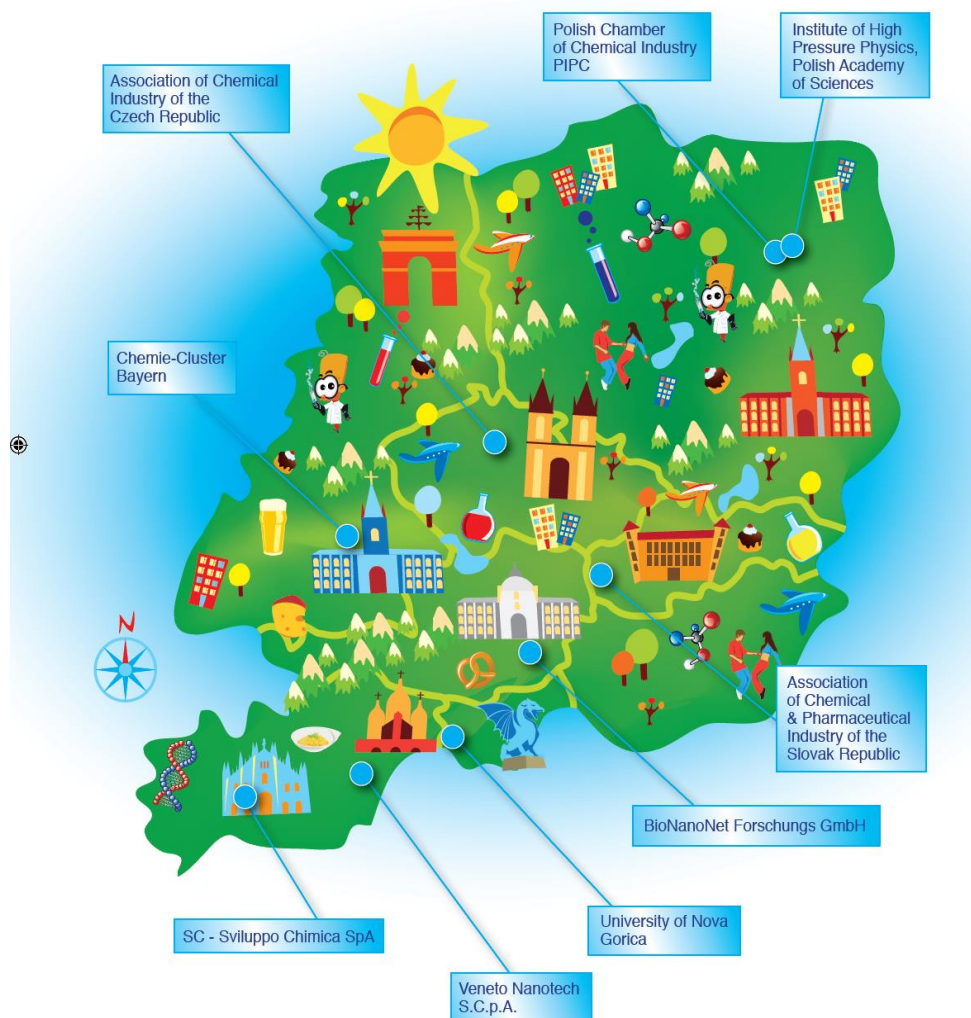 Polish Chamber
of Chemical Industry
PIPC
Institute of High
Pressure Physics,
Polish Academy
of Sciences
Association of Chemical
Industry of the
Czech Republic
Chemie-Cluster
Bayern
N
Association
of Chemical
& Pharmaceutical
Industry of the
Slovak Republic
BioNanoNet Forschungs GmbH
University of Nova
Gorica
SC - Sviluppo Chimica SpA
Veneto Nanotech
S.C.p.A.